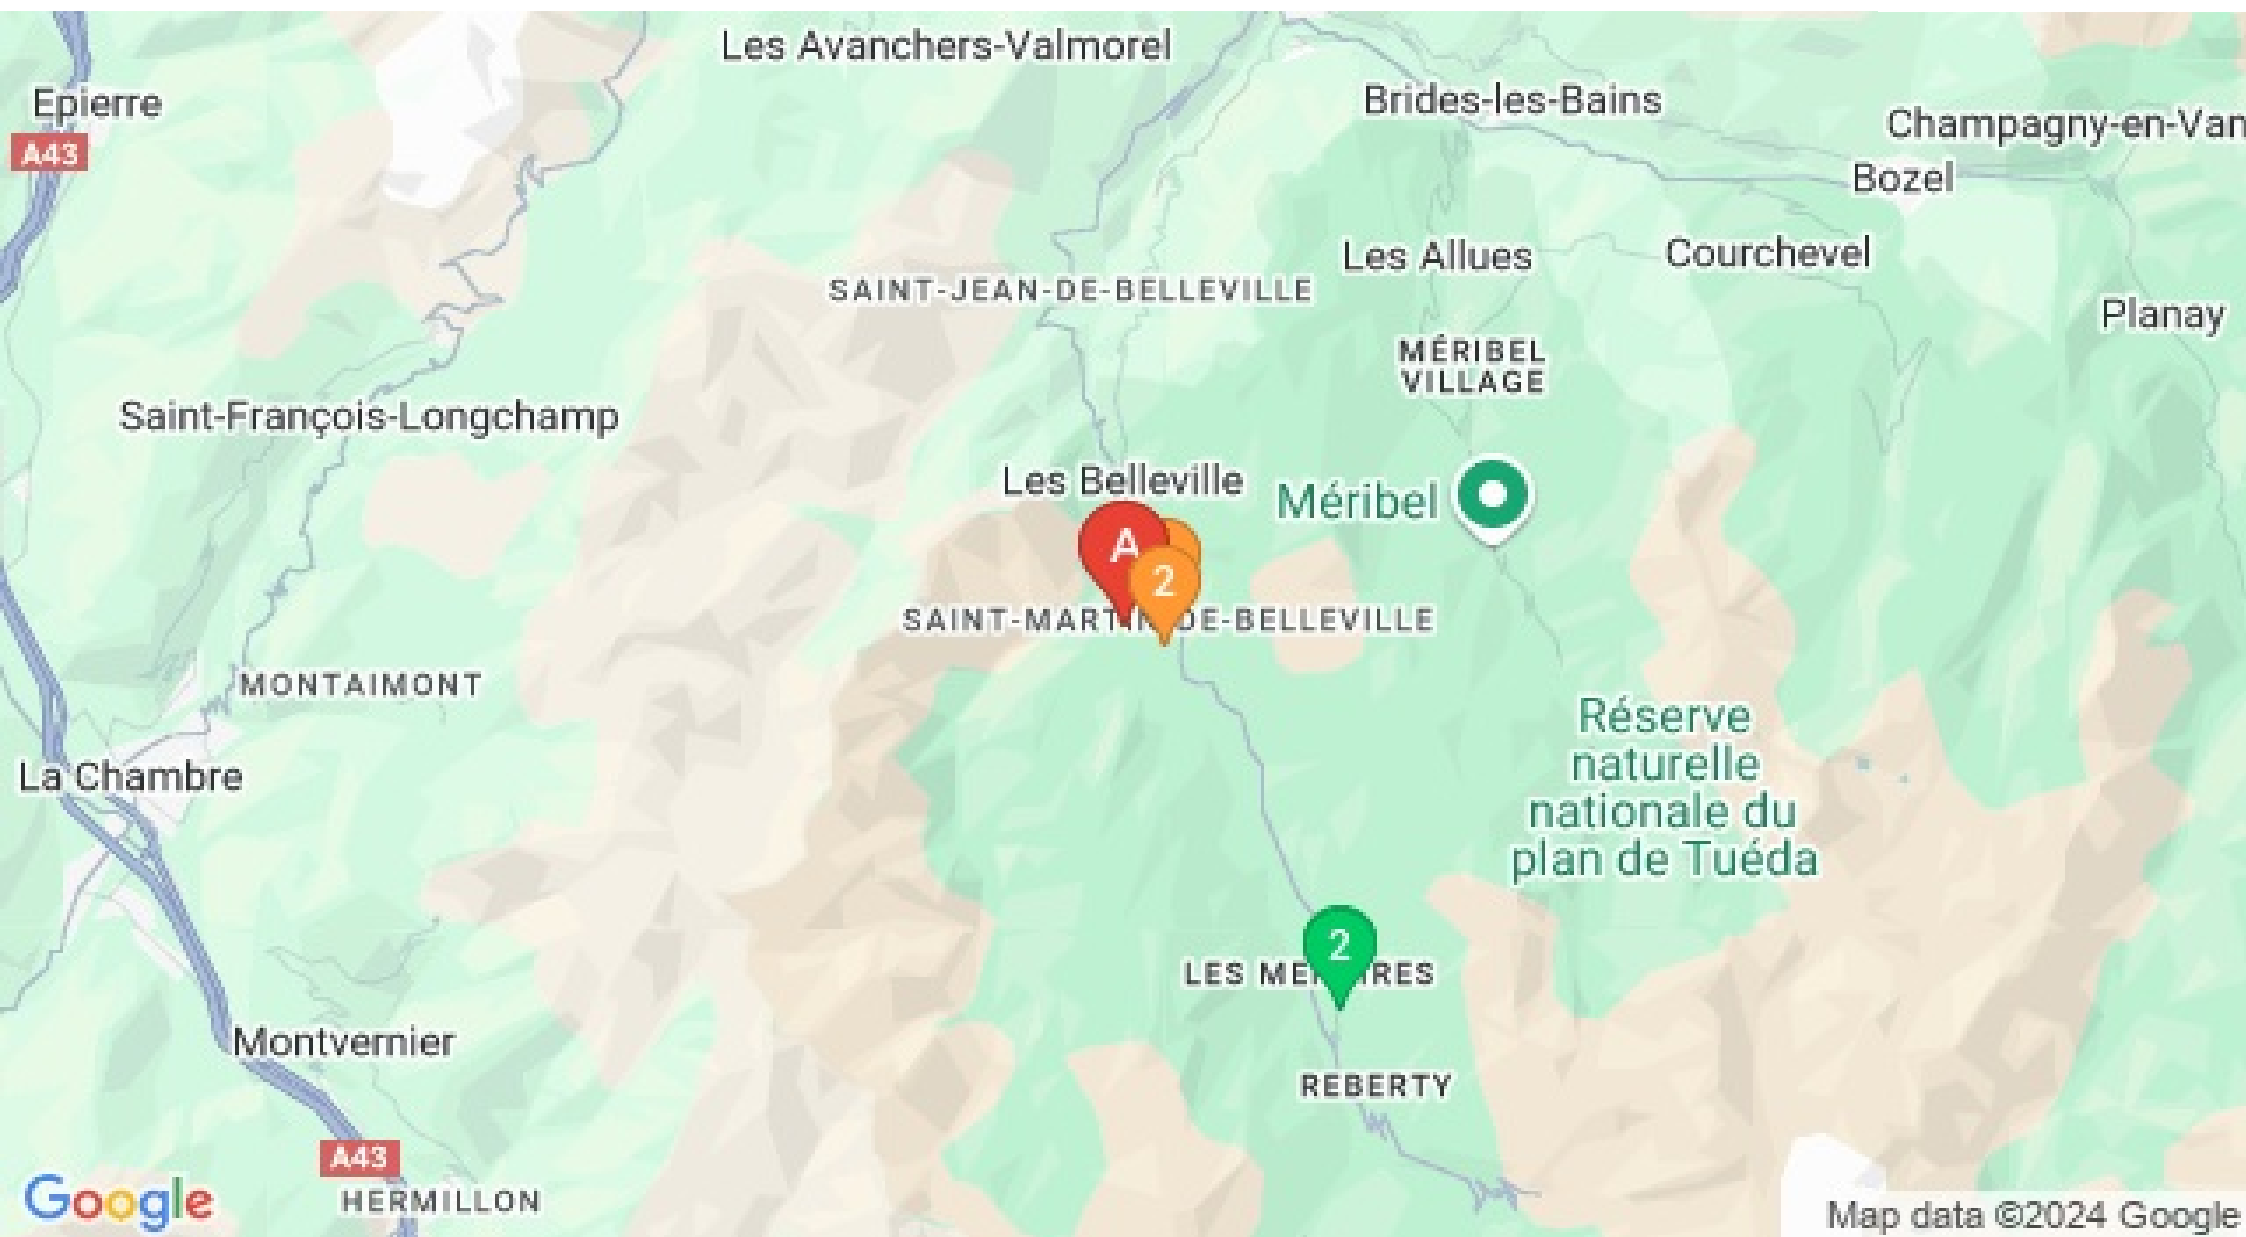 Les Avanchers-Valmorel
Epierre
Brides-les-Bains
Champagny-en-Van
A43
Bozel
Les Allues
Courchevel
SAINT-JEAN-DE-BELLEVILLE
Planay
MÉRIBEL
VILLAGE
Saint-François-Longchamp
Les Belleville
Méribel
A
2
SAINT-MARTIN-DE-BELLEVILLE
MONTAIMONT
Réserve
naturelle
nationale du
plan de Tuéda
La Chambre
2
LES ME IRES
Montvernier
REBERTY
A43
HERMILLON
Google
Map data ©2024 Google